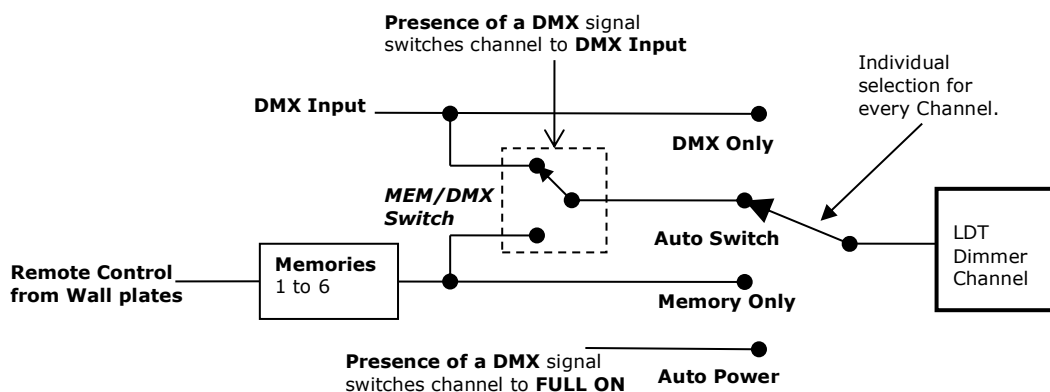 Presence of a DMX signal
switches channel to DMX Input
Individual
selection for
every Channel.
DMX Input
DMX Only
MEM/DMX
Switch
Auto Switch
LDT
Dimmer
Channel
Remote Control
from Wall plates
Memories
1 to 6
Memory Only
Presence of a DMX signal
switches channel to FULL ON
Auto Power